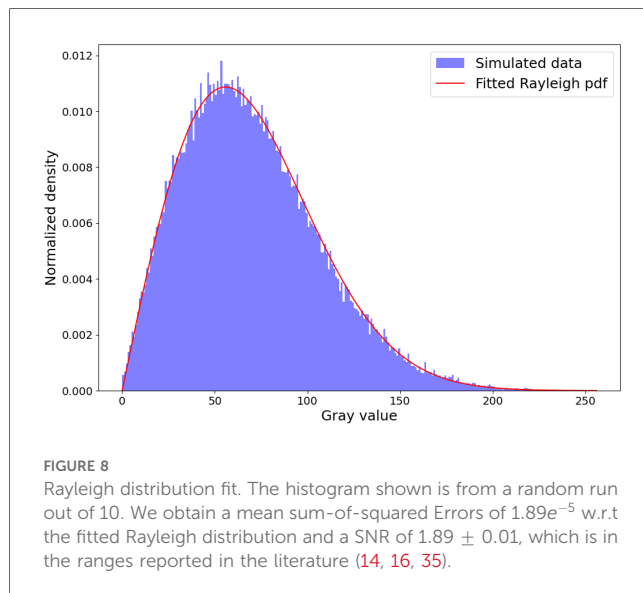 0.012
0.010
0.008
0.006
0.004
0.002
0.000
Normalized density
Simulated data
Fitted Rayleigh pdf
0 50 100 150 200 250
Gray value
FIGURE 8
Rayleigh distribution fit. The histogram shown is from a random run
out of 10. We obtain a mean sum-of-squared Errors of 1.89e⁻⁵ w.r.t
the fitted Rayleigh distribution and a SNR of 1.89 ± 0.01, which is in
the ranges reported in the literature (14, 16, 35).